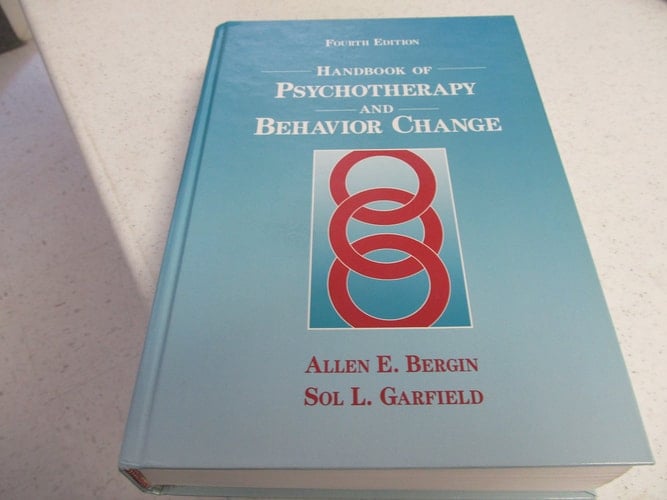 Fourth Edition
Handbook of
Psychotherapy
and
Behavior Change
Allen E. Bergin
Sol L. Garfield